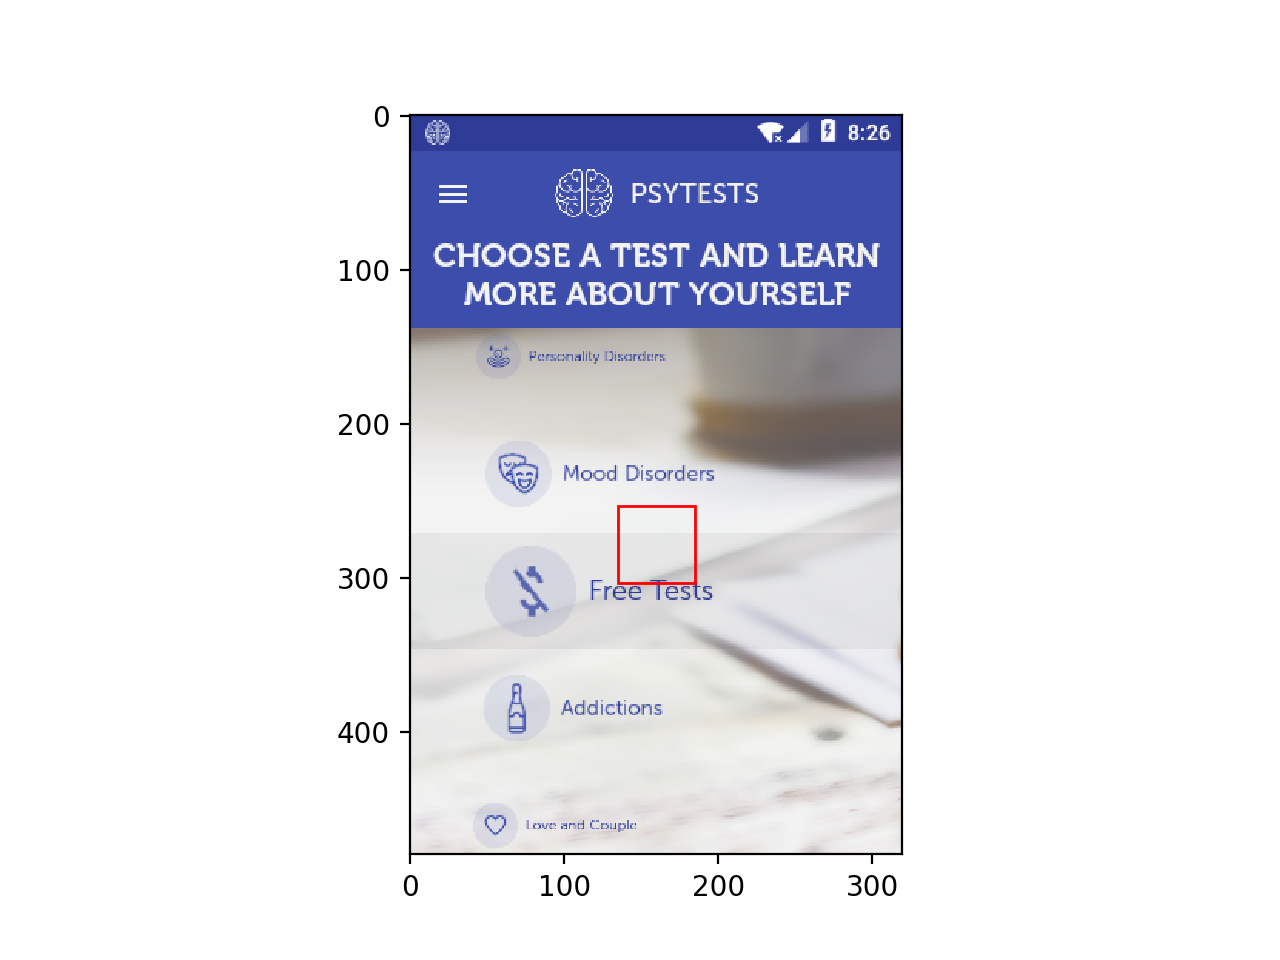 0
100
200
300
400
8:26
PSYTESTS
CHOOSE A TEST AND LEARN
MORE ABOUT YOURSELF
Personality Disorders
Mood Disorders
Free Tests
Addictions
Love and Couple
0
100
200
300